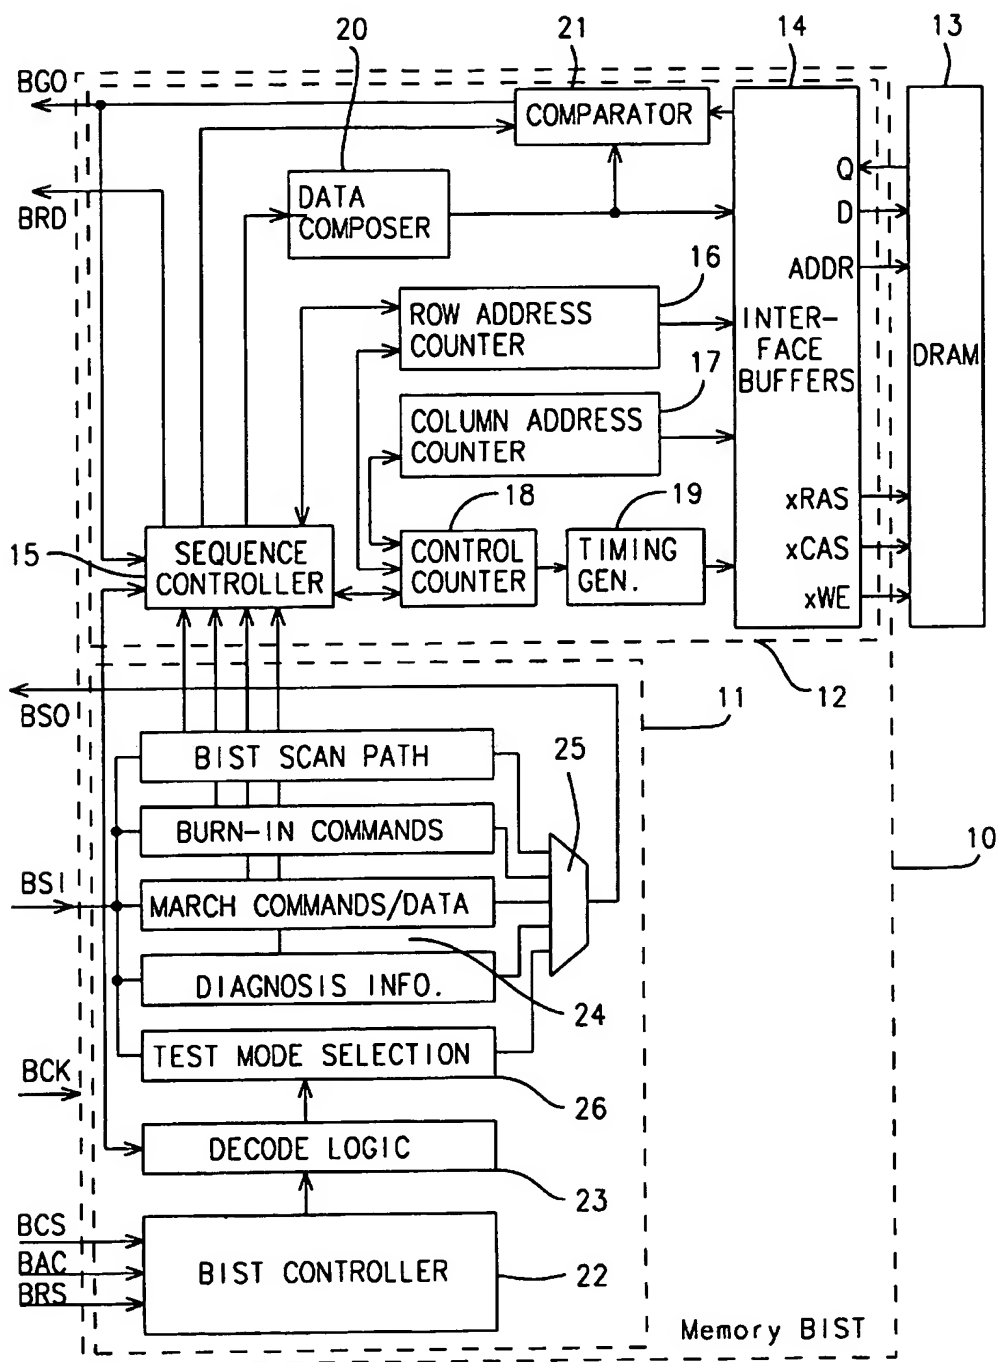 20
21
14
13
BGO
COMPARATOR
Q
DATA
COMPOSER
BRD
D
16
ADDR
ROW ADDRESS
COUNTER
INTER-
FACE
BUFFERS
DRAM
17
COLUMN ADDRESS
COUNTER
18
19
xRAS
15
SEQUENCE
CONTROLLER
CONTROL
COUNTER
TIMING
GEN.
xCAS
xWE
12
11
BSO
BIST SCAN PATH
25
BURN-IN COMMANDS
10
BSI
MARCH COMMANDS/DATA
DIAGNOSIS INFO.
24
TEST MODE SELECTION
BCK
26
DECODE LOGIC
23
BCS
BAC
BRS
BIST CONTROLLER
22
Memory BIST